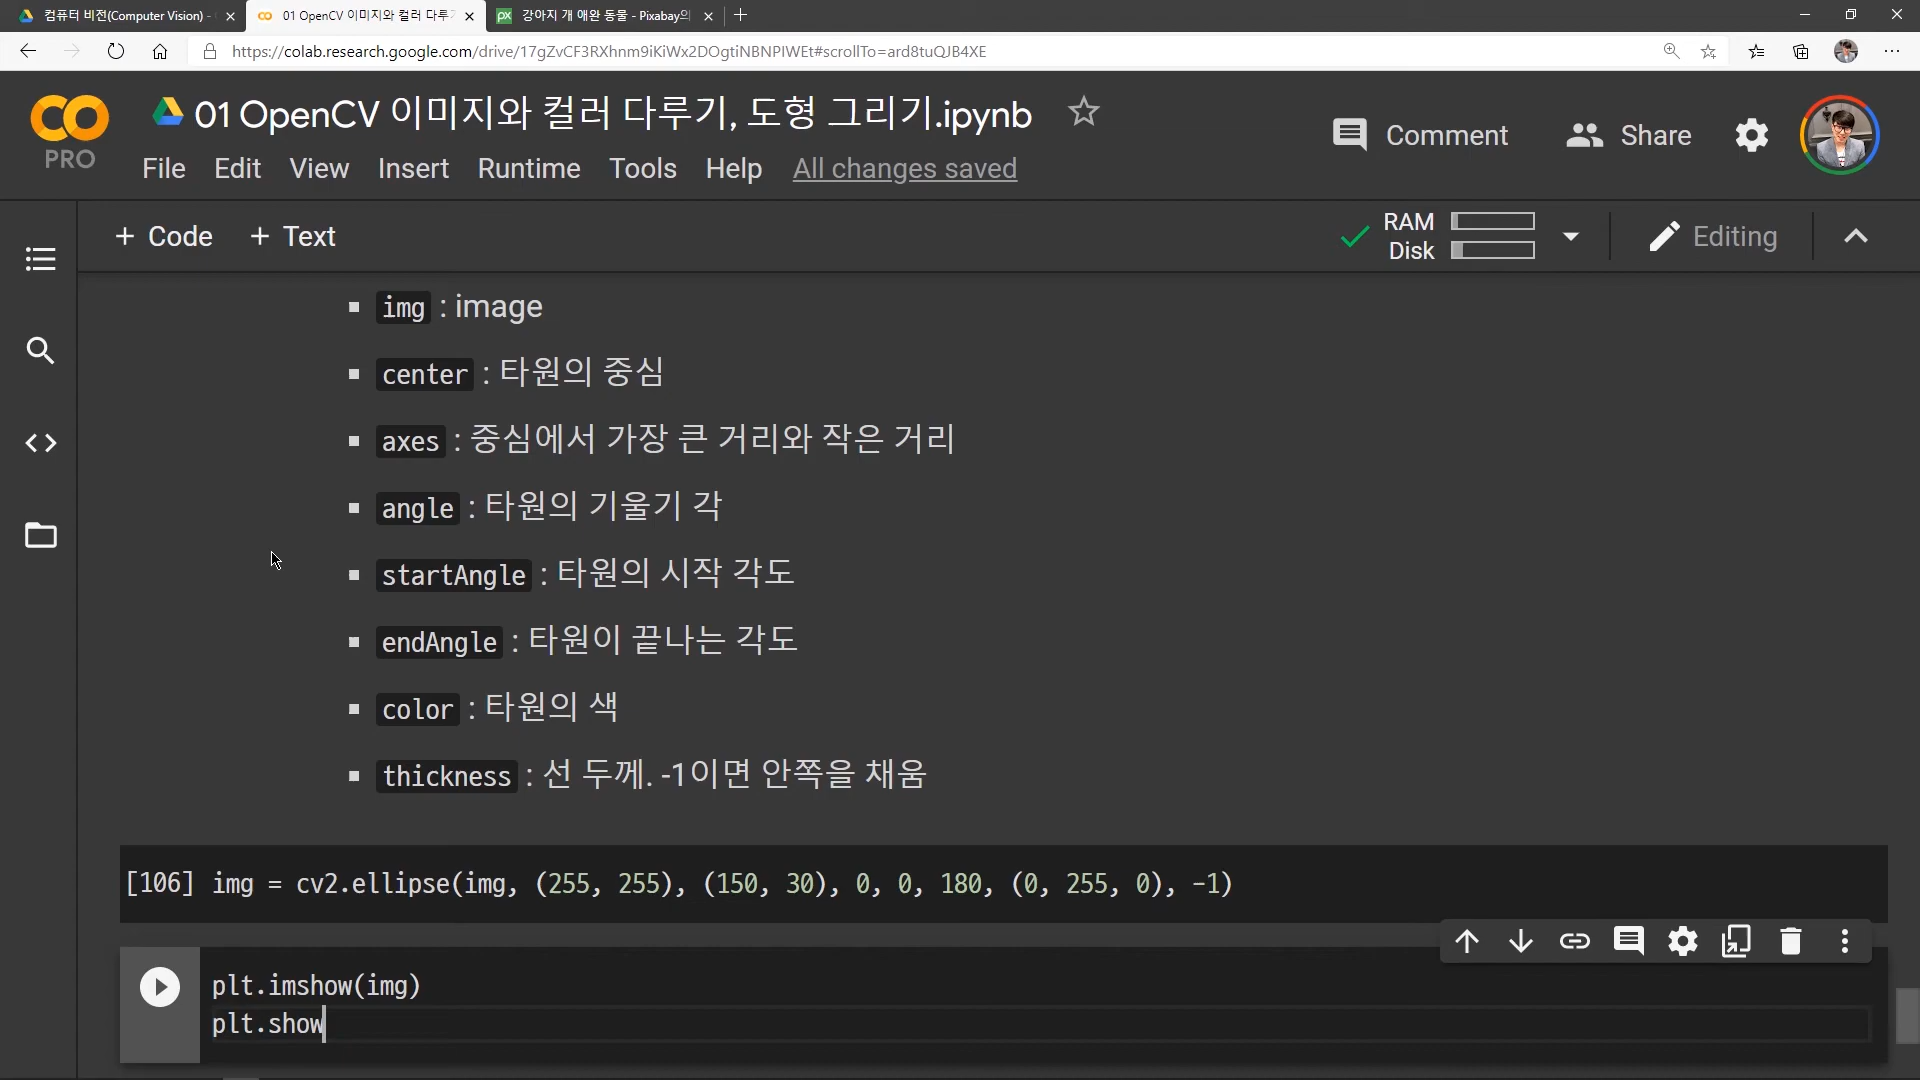 컴퓨터 비전(Computer Vision) -
01 OpenCV 이미지와 컬러 다루기
강아지 개 애완 동물 - Pixabay의
https://colab.research.google.com/drive/17gZvCF3RXhnm9iKiWx2DOgtiNBNPIWEt#scrollTo=ard8tuQJB4XE
01 OpenCV 이미지와 컬러 다루기, 도형 그리기.ipynb
PRO
Comment
Share
File Edit View Insert Runtime Tools Help All changes saved
+ Code + Text
RAM
Disk
Editing
img : image
center : 타원의 중심
axes : 중심에서 가장 큰 거리와 작은 거리
angle : 타원의 기울기 각
startAngle : 타원의 시작 각도
endAngle : 타원이 끝나는 각도
color : 타원의 색
thickness : 선 두께. -1이면 안쪽을 채움
[106] img = cv2.ellipse(img, (255, 255), (150, 30), 0, 0, 180, (0, 255, 0), -1)
plt.imshow(img)
plt.show